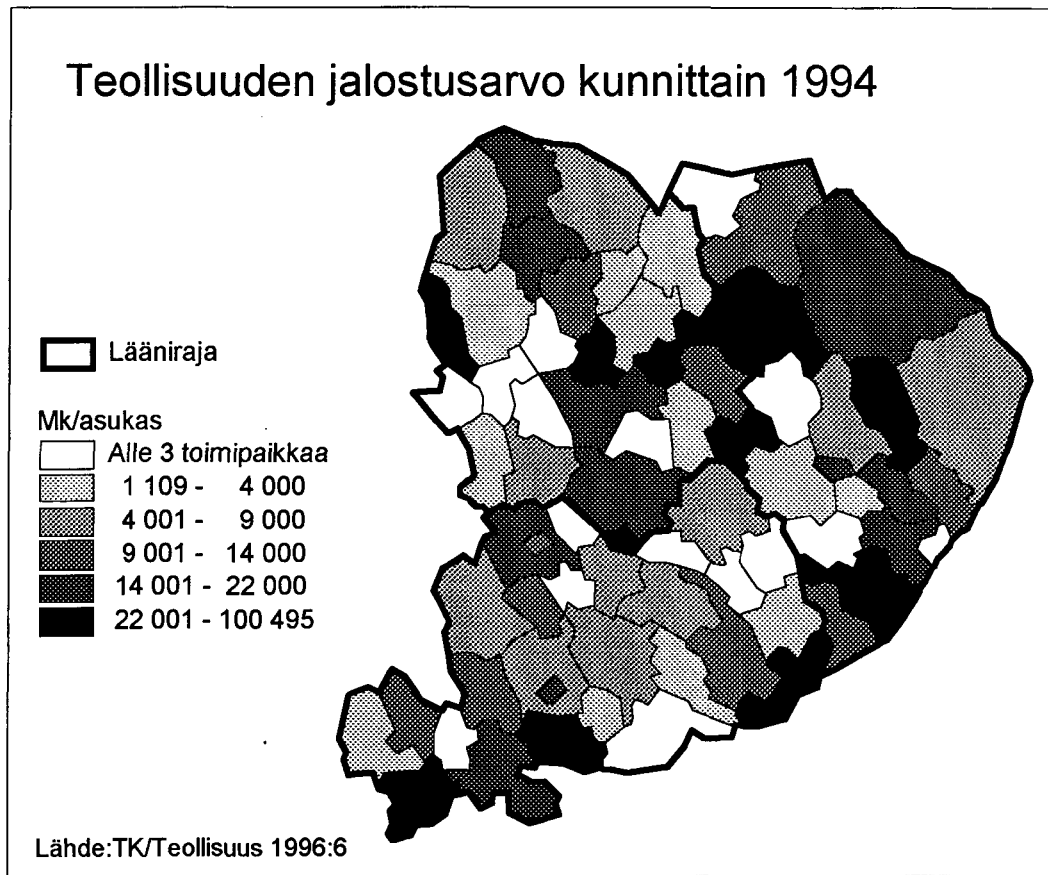 Teollisuuden jalostusarvo kunnittain 1994
Lääniraja
Mk/asukas
Alle 3 toimipaikkaa
1 109 - 4 000
4 001 - 9 000
9 001 - 14 000
14 001 - 22 000
22 001 - 100 495
Lähde:TK/Teollisuus 1996:6